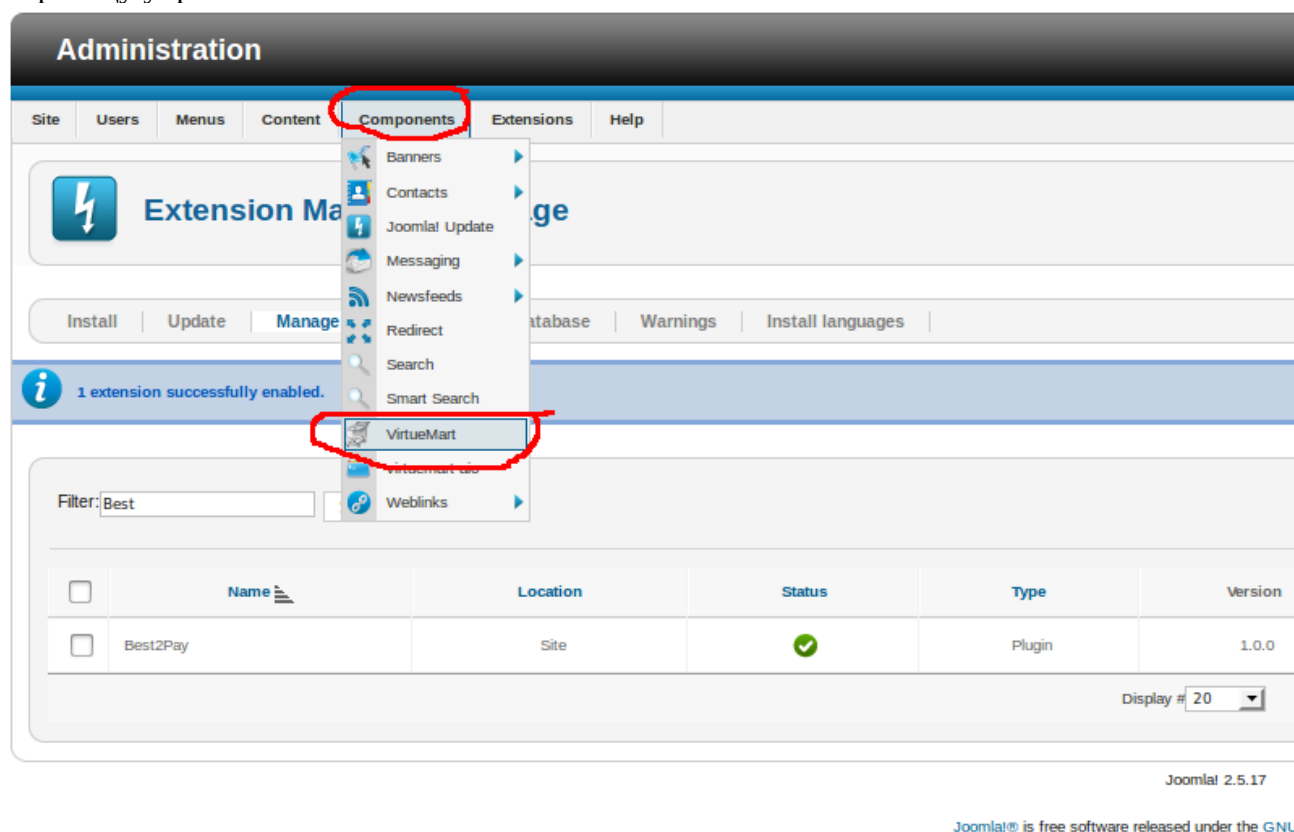 Administration
Site Users Menus Content Components Extensions Help
Banners
Contacts
Extension Ma ge
Joomla! Update
Messaging
Newsfeeds
Install Update Manage atabase Warnings Install languages
Redirect
Search
1 extension successfully enabled.
Smart Search
VirtueMart
Filter: Best
Weblinks
Name Location Status Type Version
Best2Pay Site Plugin 1.0.0
Display # 20
Joomla! 2.5.17
Joomla!® is free software released under the GNU